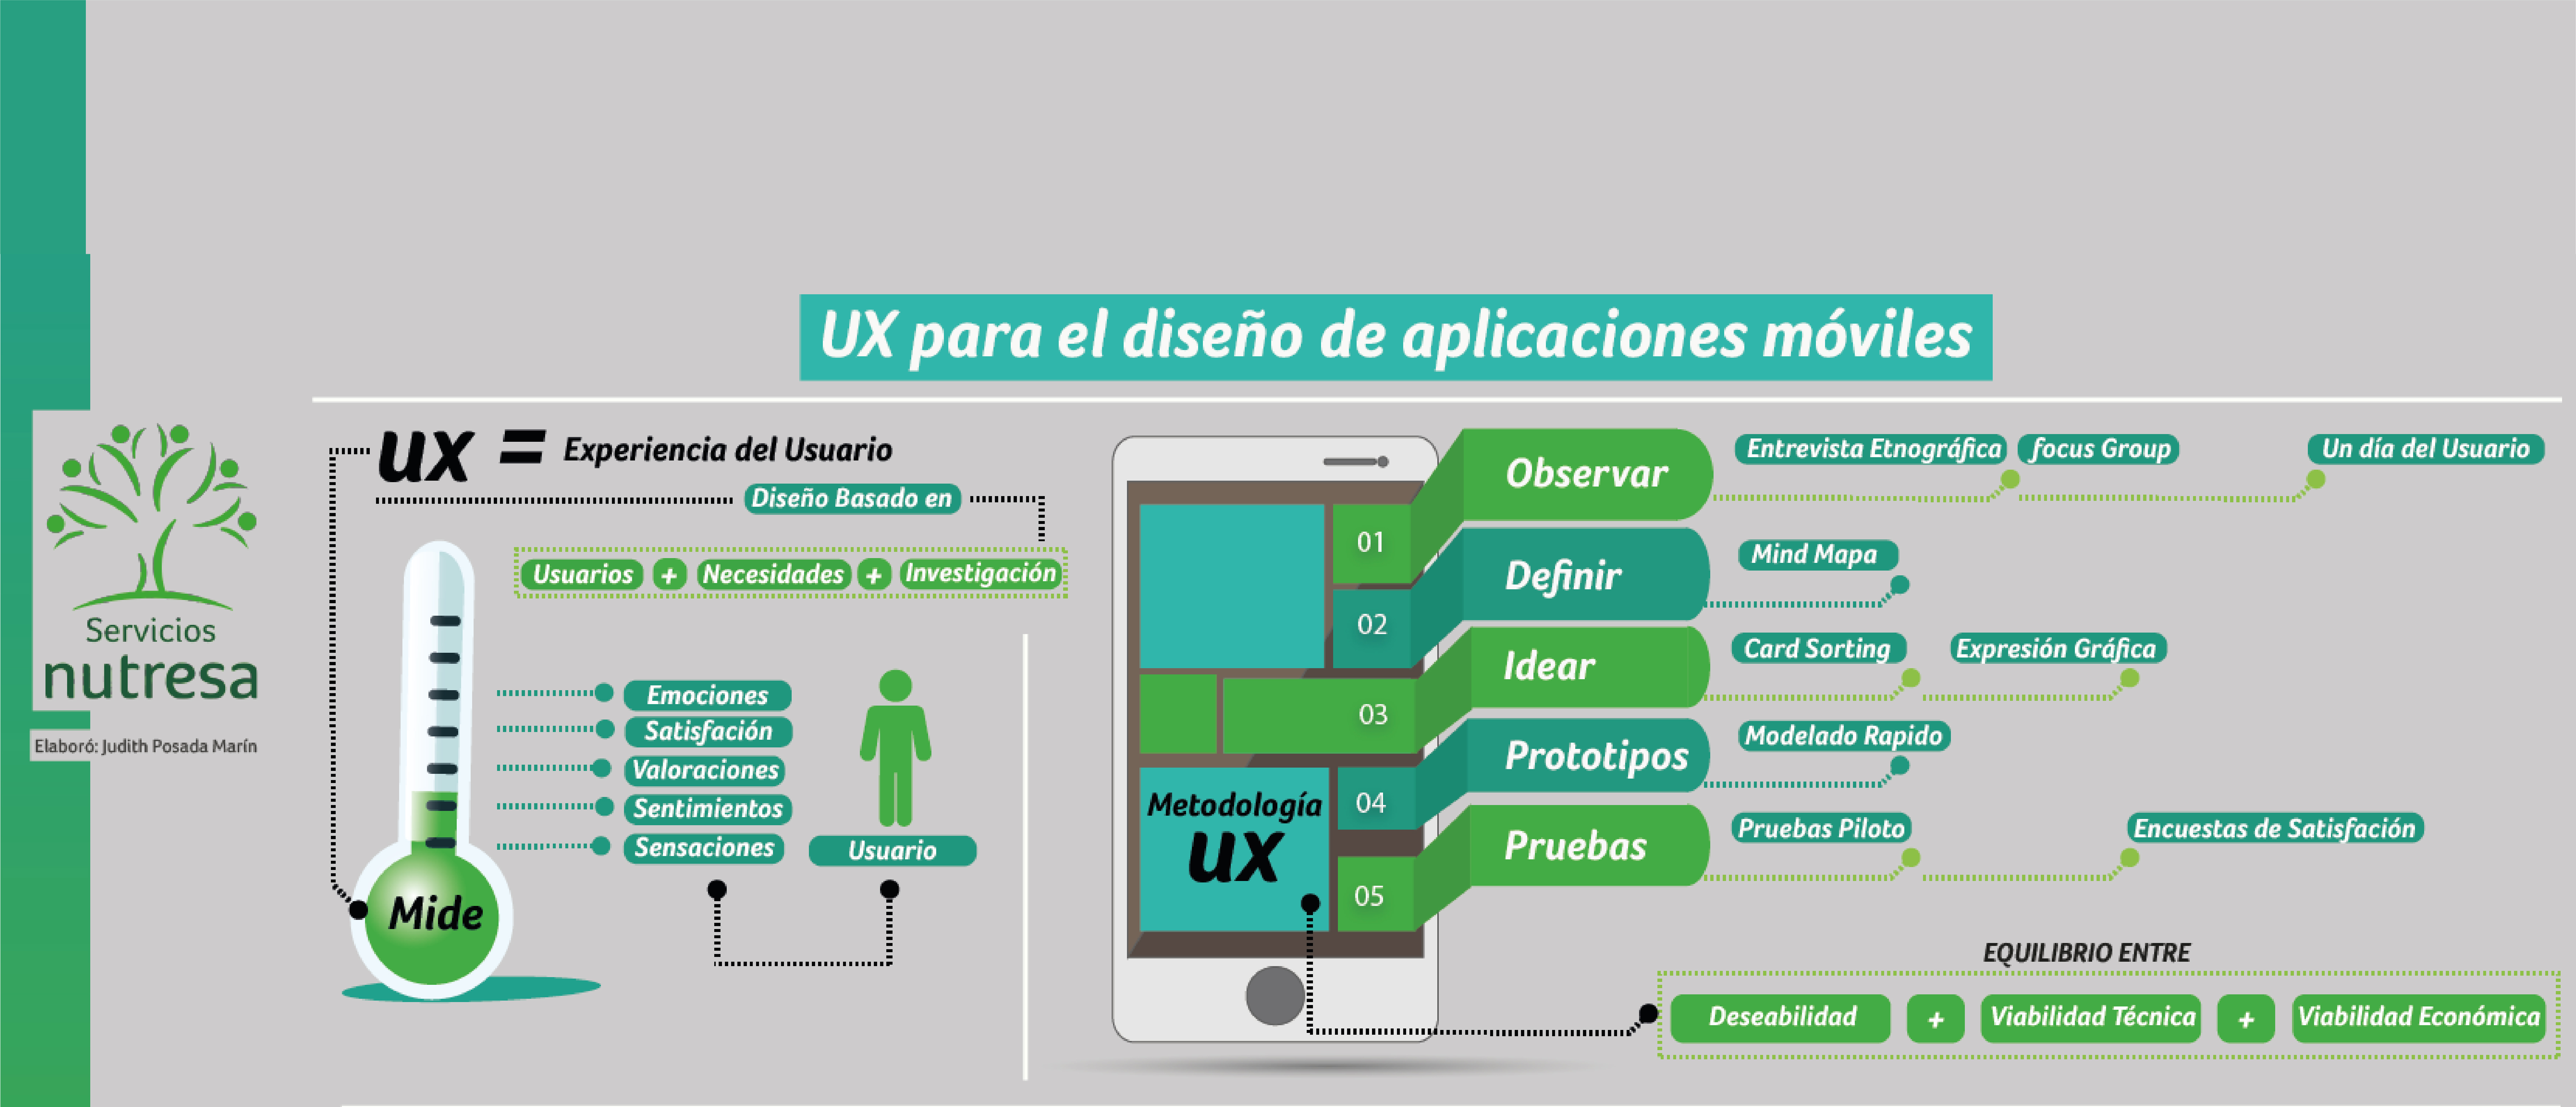 UX para el diseño de aplicaciones móviles
Servicios
nutresa
Elaboró: Judith Posada Marín
ux = Experiencia del Usuario
Diseño Basado en
Usuarios + Necesidades + Investigación
Emociones
Satisfación
Valoraciones
Sentimientos
Sensaciones
Usuario
Mide
Metodología
ux
01
Observar
Entrevista Etnográfica
focus Group
Un día del Usuario
02
Definir
Mind Mapa
03
Idear
Card Sorting
Expresión Gráfica
04
Prototipos
Modelado Rapido
05
Pruebas
Pruebas Piloto
Encuestas de Satisfación
EQUILIBRIO ENTRE
Deseabilidad + Viabilidad Técnica + Viabilidad Económica